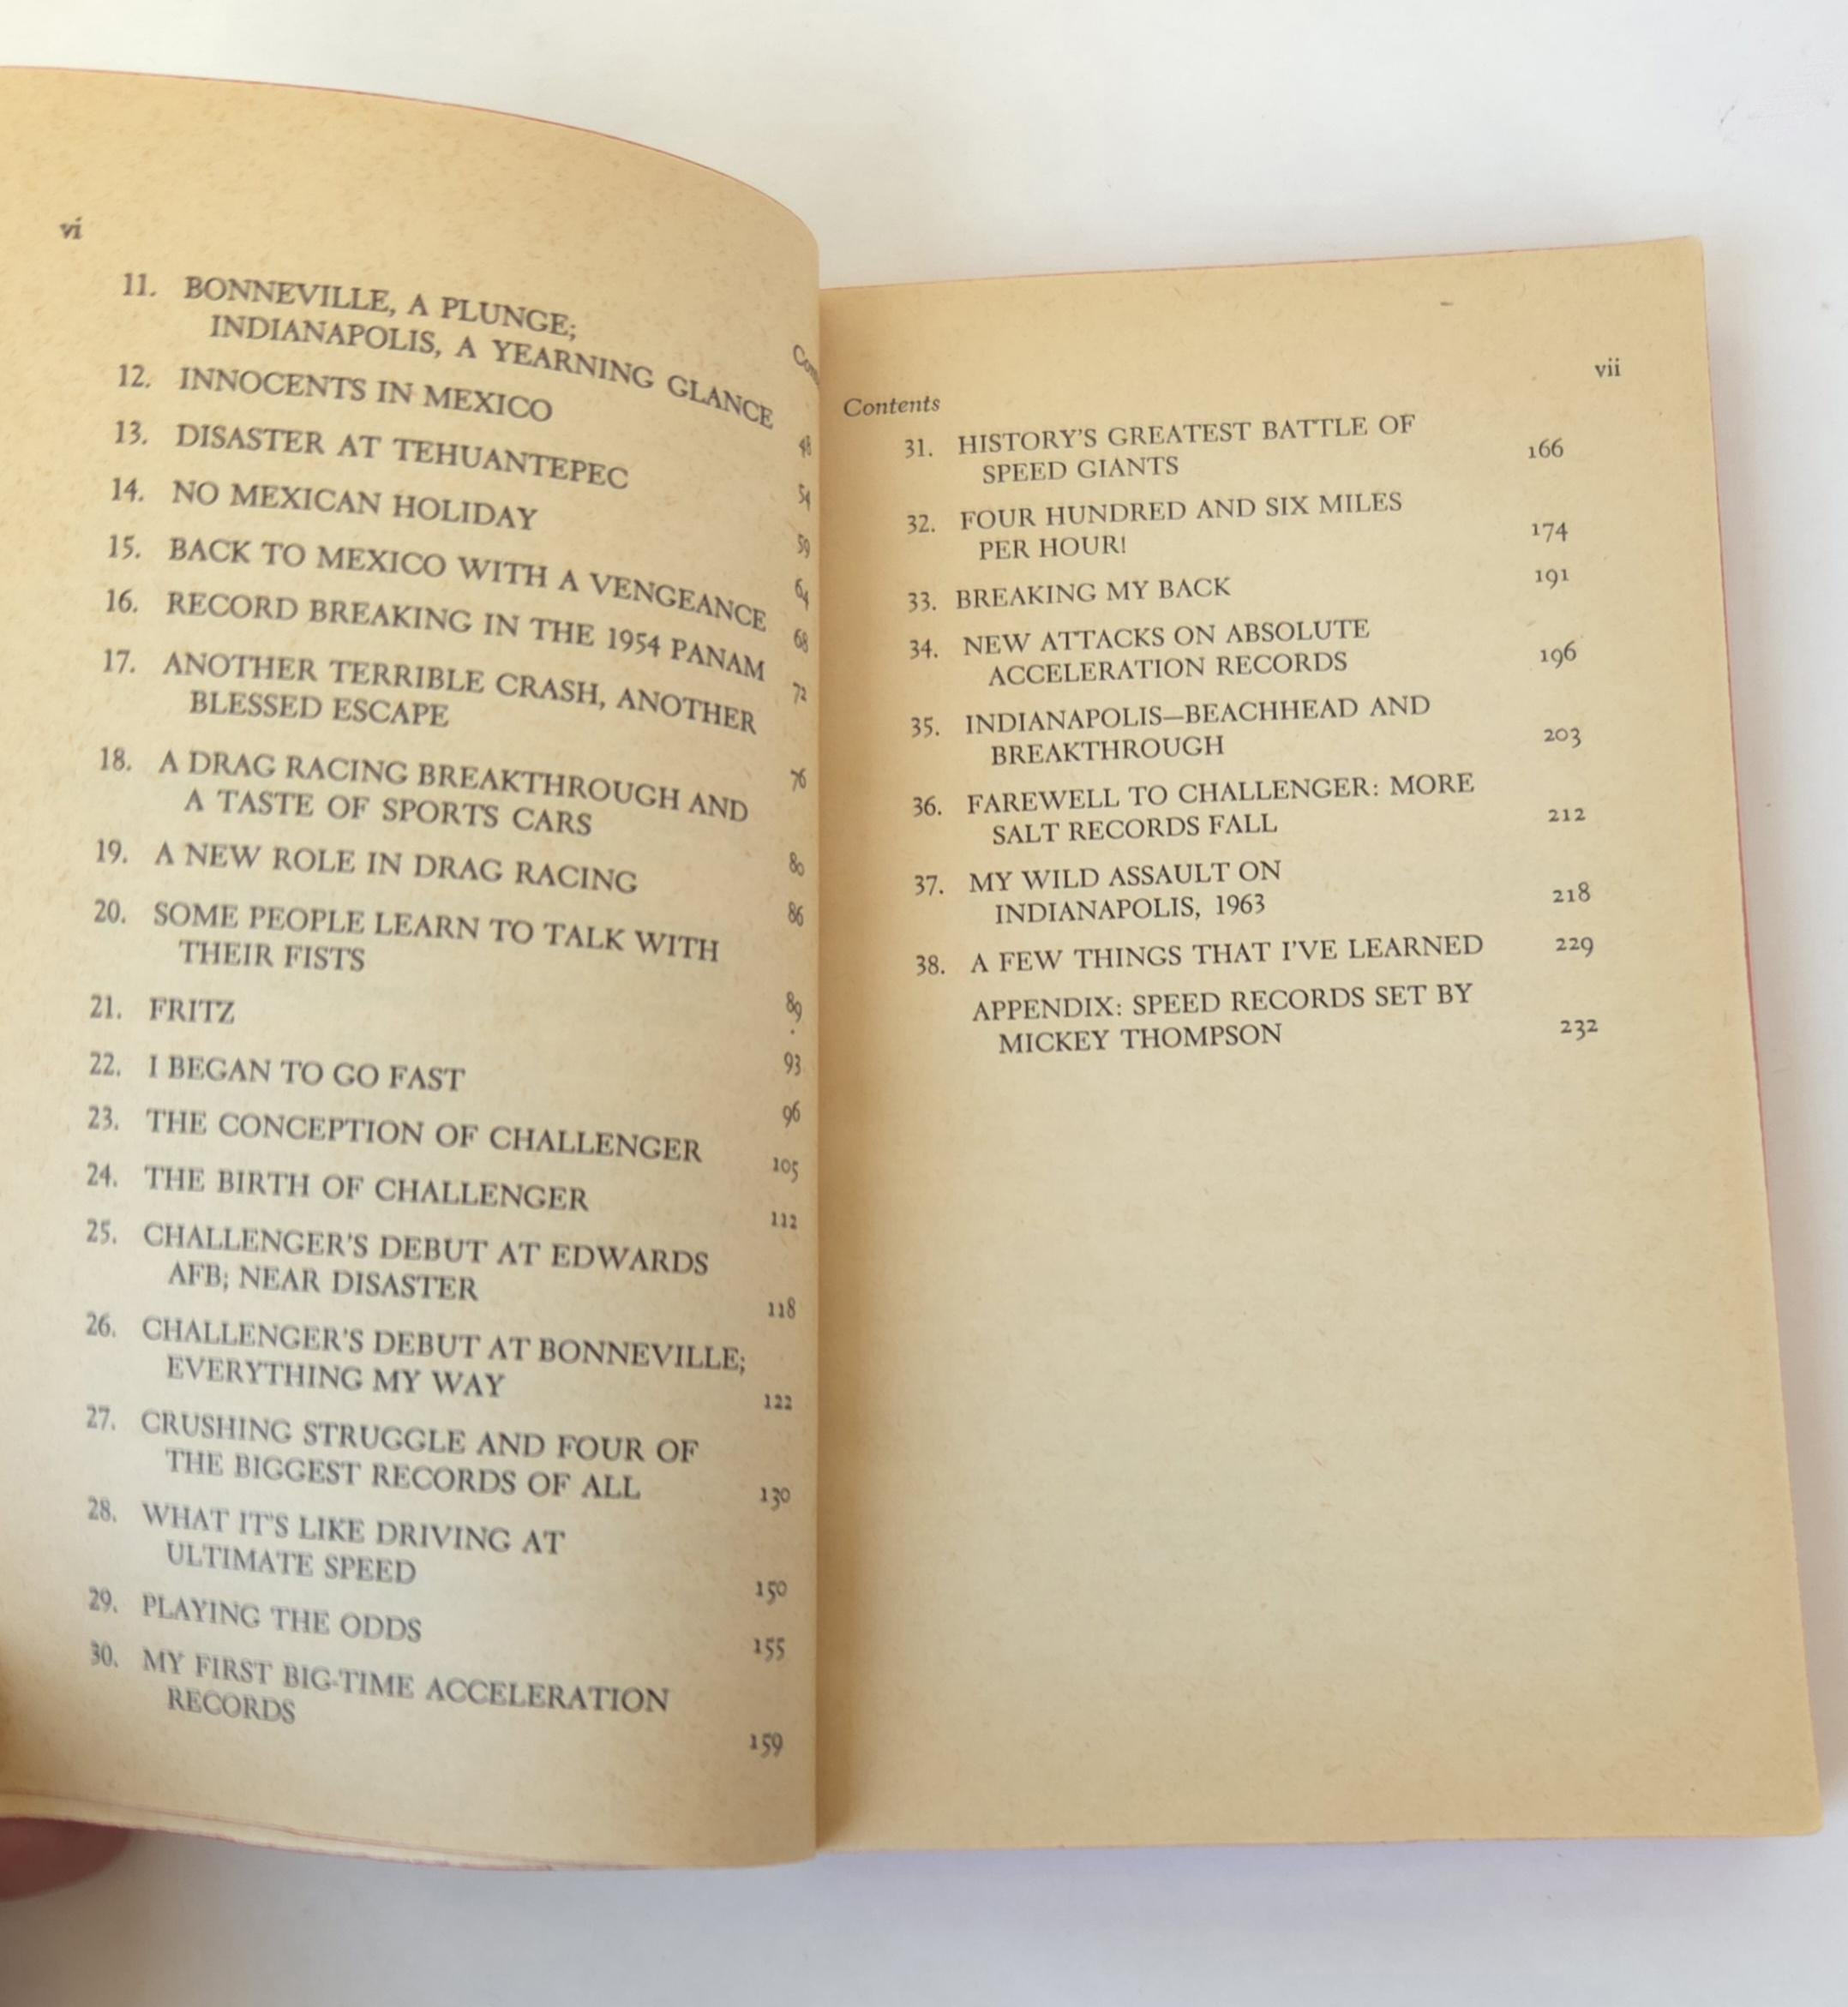 vi
Con
11. BONNEVILLE, A PLUNGE;
INDIANAPOLIS, A YEARNING GLANCE 48
12. INNOCENTS IN MEXICO 54
13. DISASTER AT TEHUANTEPEC 59
14. NO MEXICAN HOLIDAY 64
15. BACK TO MEXICO WITH A VENGEANCE 68
16. RECORD BREAKING IN THE 1954 PANAM 72
17. ANOTHER TERRIBLE CRASH, ANOTHER
BLESSED ESCAPE 76
18. A DRAG RACING BREAKTHROUGH AND
A TASTE OF SPORTS CARS 80
19. A NEW ROLE IN DRAG RACING 86
20. SOME PEOPLE LEARN TO TALK WITH
THEIR FISTS 89
21. FRITZ 93
22. I BEGAN TO GO FAST 96
23. THE CONCEPTION OF CHALLENGER 105
24. THE BIRTH OF CHALLENGER 112
25. CHALLENGER'S DEBUT AT EDWARDS
AFB; NEAR DISASTER 118
26. CHALLENGER'S DEBUT AT BONNEVILLE;
EVERYTHING MY WAY 122
27. CRUSHING STRUGGLE AND FOUR OF
THE BIGGEST RECORDS OF ALL 130
28. WHAT IT'S LIKE DRIVING AT
ULTIMATE SPEED 150
29. PLAYING THE ODDS 155
30. MY FIRST BIG-TIME ACCELERATION
RECORDS 159
Contents vii
31. HISTORY'S GREATEST BATTLE OF
SPEED GIANTS 166
32. FOUR HUNDRED AND SIX MILES
PER HOUR! 174
33. BREAKING MY BACK 191
34. NEW ATTACKS ON ABSOLUTE
ACCELERATION RECORDS 196
35. INDIANAPOLIS—BEACHHEAD AND
BREAKTHROUGH 203
36. FAREWELL TO CHALLENGER: MORE
SALT RECORDS FALL 212
37. MY WILD ASSAULT ON
INDIANAPOLIS, 1963 218
38. A FEW THINGS THAT I'VE LEARNED 229
APPENDIX: SPEED RECORDS SET BY
MICKEY THOMPSON 232